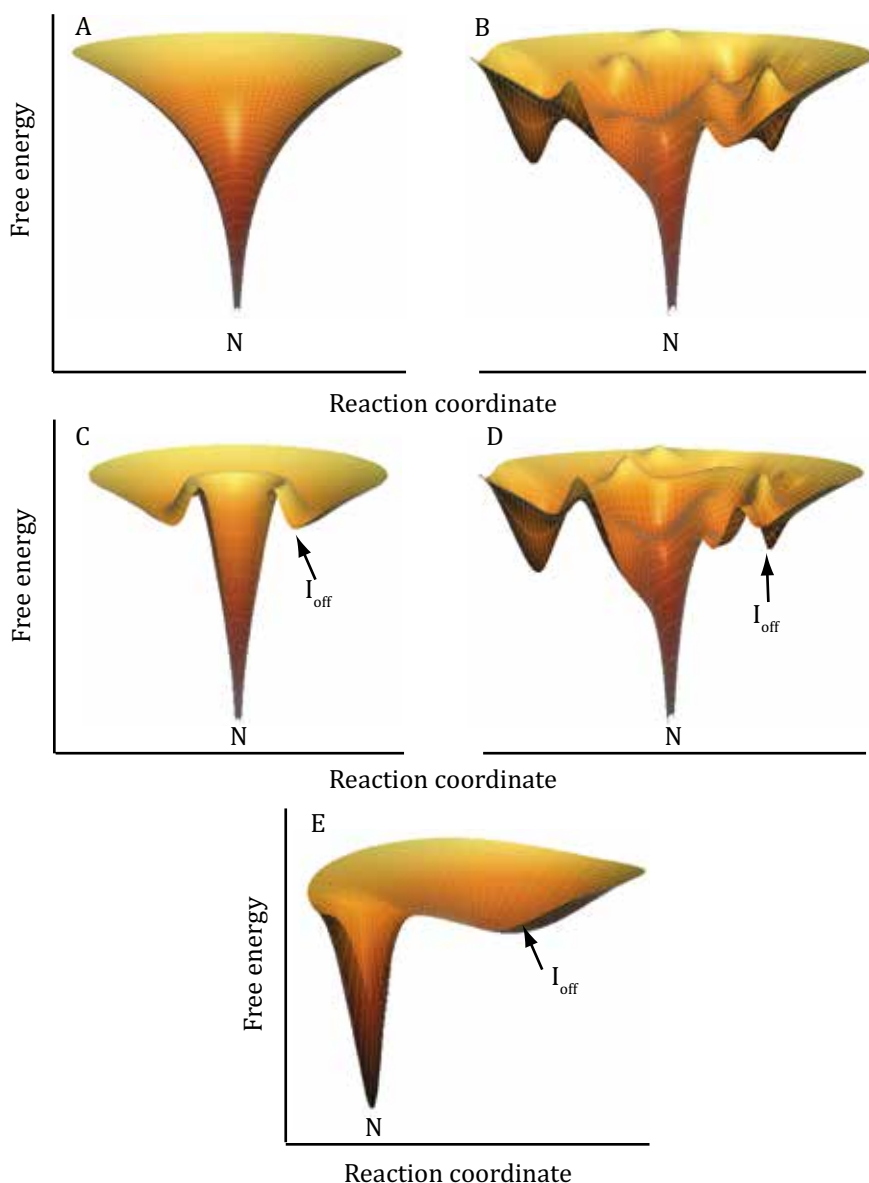 A
B
Free energy
N
N
Reaction coordinate
C
D
Free energy
I_off
I_off
N
N
Reaction coordinate
E
Free energy
I_off
N
Reaction coordinate